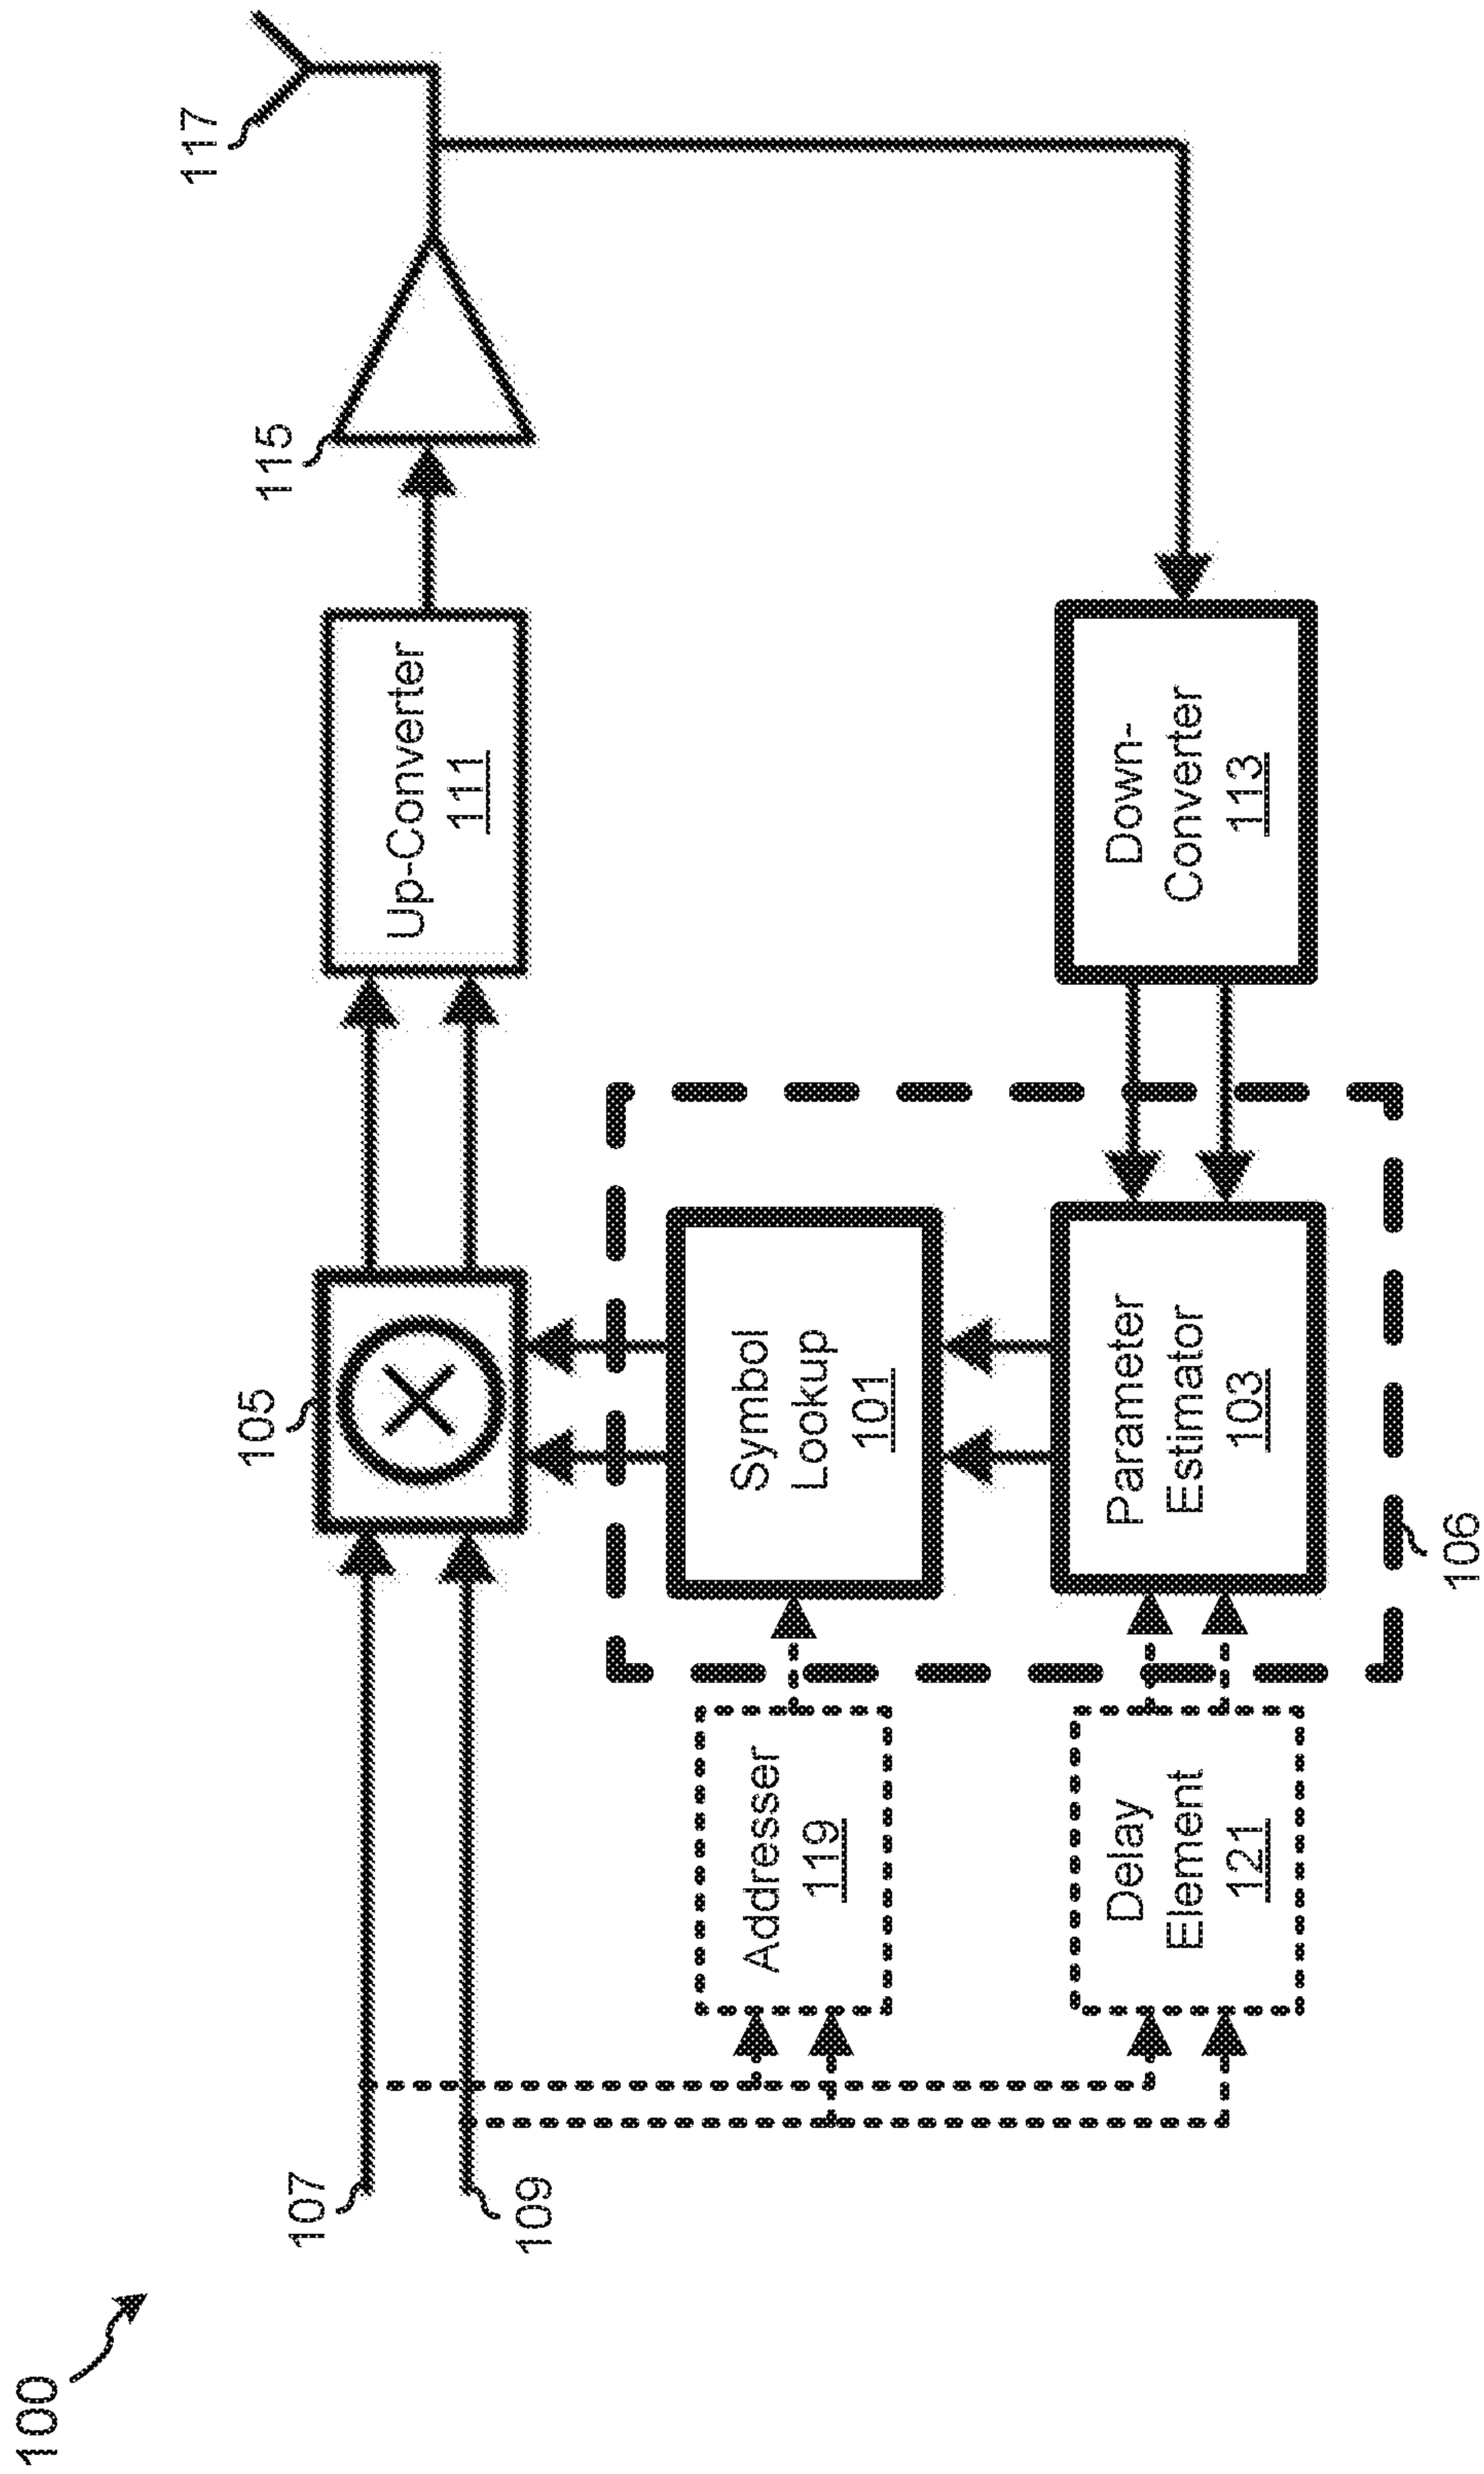 100
107
109
105
Up-Converter
111
115
117
Addresser
119
Symbol
Lookup
101
Delay
Element
121
Parameter
Estimator
103
Down-
Converter
113
106